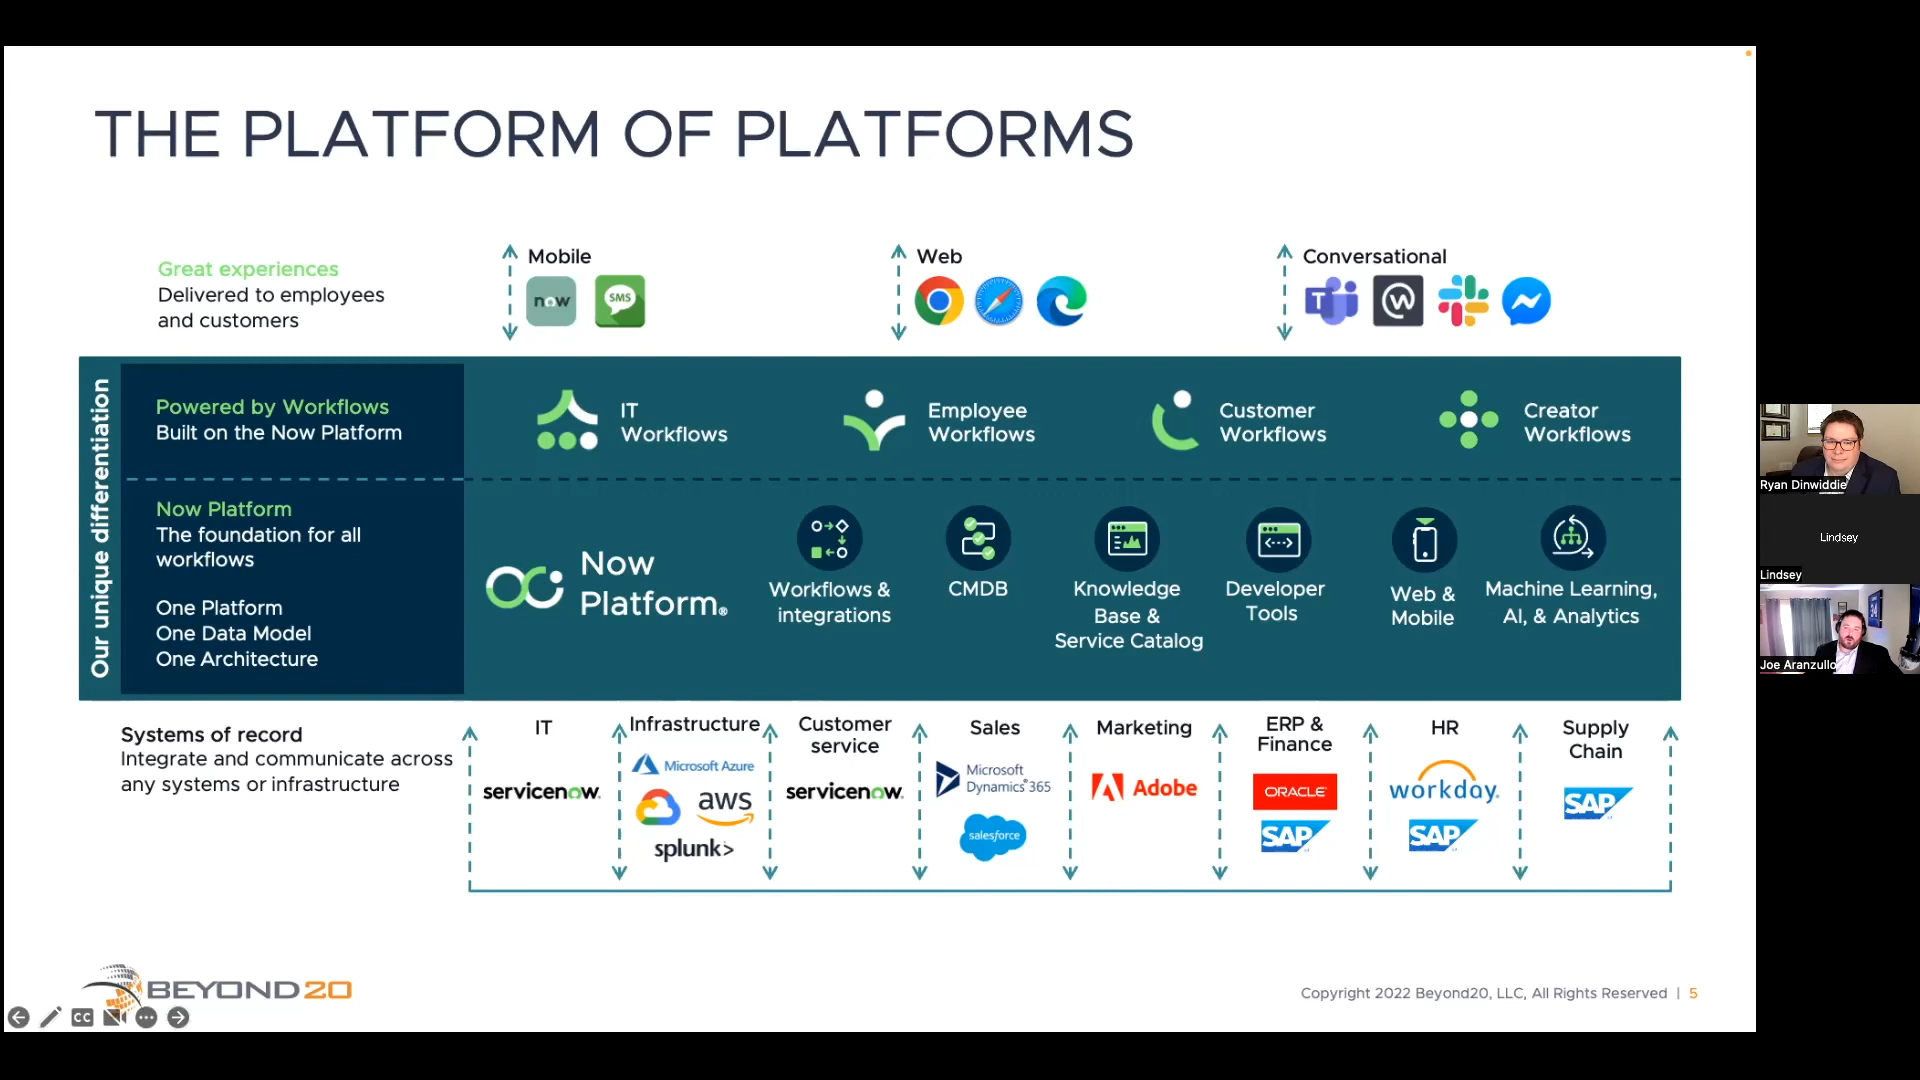 THE PLATFORM OF PLATFORMS
Great experiences
Delivered to employees
and customers
Mobile
now
SMS
Web
Conversational
T
Our unique differentiation
Powered by Workflows
Built on the Now Platform
IT
Workflows
Employee
Workflows
Customer
Workflows
Creator
Workflows
Now Platform
The foundation for all
workflows
One Platform
One Data Model
One Architecture
Now
Platform®
Workflows &
integrations
CMDB
Knowledge
Base &
Service Catalog
Developer
Tools
Web &
Mobile
Machine Learning,
AI, & Analytics
Systems of record
Integrate and communicate across
any systems or infrastructure
IT
servicenow.
Infrastructure
Microsoft Azure
aws
splunk>
Customer
service
servicenow.
Sales
Microsoft
Dynamics 365
salesforce
Marketing
Adobe
ERP &
Finance
ORACLE
SAP
HR
workday.
SAP
Supply
Chain
SAP
BEYOND20
CC
Copyright 2022 Beyond20, LLC, All Rights Reserved | 5
Ryan Dinwiddie
Lindsey
Lindsey
Joe Aranzullo